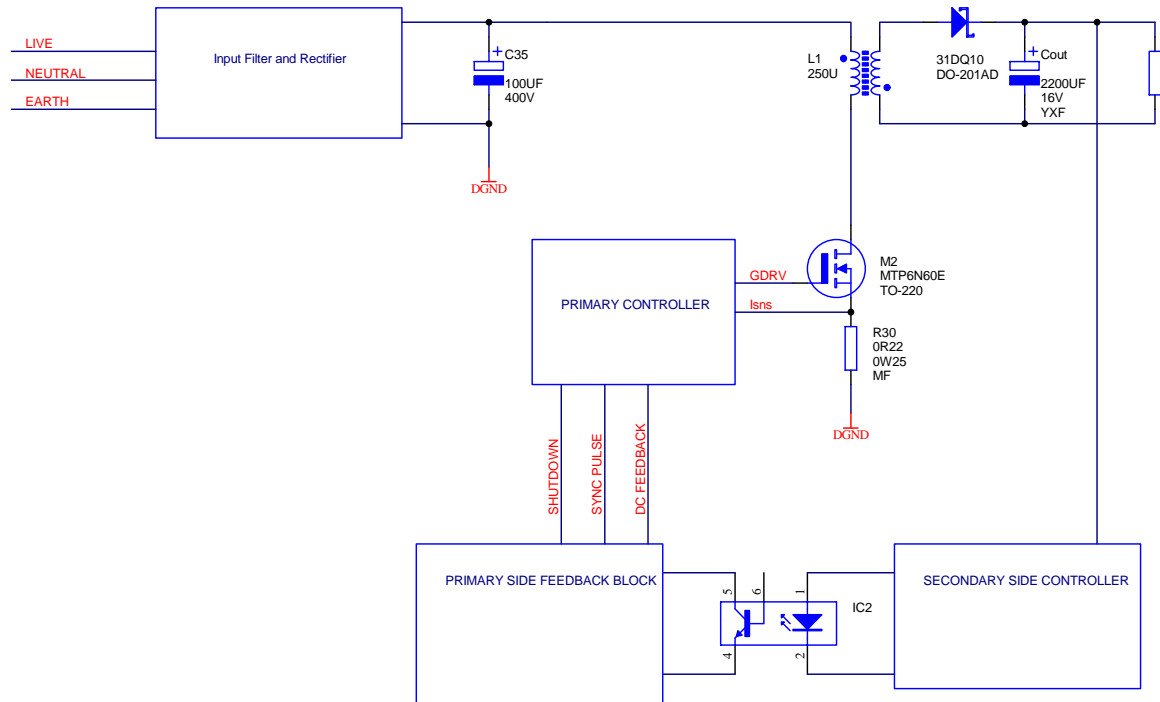 LIVE
NEUTRAL
EARTH
Input Filter and Rectifier
+
C35
100UF
400V
DGND
L1
250U
31DQ10
DO-201AD
+
Cout
2200UF
16V
YXF
PRIMARY CONTROLLER
GDRV
Isns
M2
MTP6N60E
TO-220
R30
0R22
0W25
MF
DGND
SHUTDOWN
SYNC PULSE
DC FEEDBACK
PRIMARY SIDE FEEDBACK BLOCK
5
6
1
4
2
IC2
SECONDARY SIDE CONTROLLER